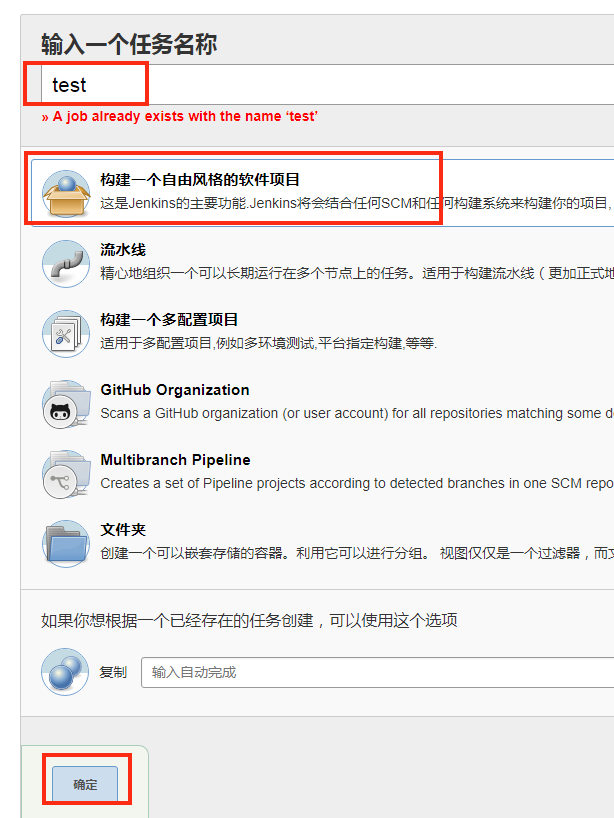 输入一个任务名称
test
» A job already exists with the name ‘test’
构建一个自由风格的软件项目
这是Jenkins的主要功能.Jenkins将会结合任何SCM和任何构建系统来构建你的项目,
流水线
精心地组织一个可以长期运行在多个节点上的任务。适用于构建流水线（更加正式地
构建一个多配置项目
适用于多配置项目,例如多环境测试,平台指定构建,等等.
GitHub Organization
Scans a GitHub organization (or user account) for all repositories matching some
Multibranch Pipeline
Creates a set of Pipeline projects according to detected branches in one SCM repo
文件夹
创建一个可以嵌套存储的容器。利用它可以进行分组。 视图仅仅是一个过滤器，而
如果你想根据一个已经存在的任务创建，可以使用这个选项
复制
输入自动完成
确定